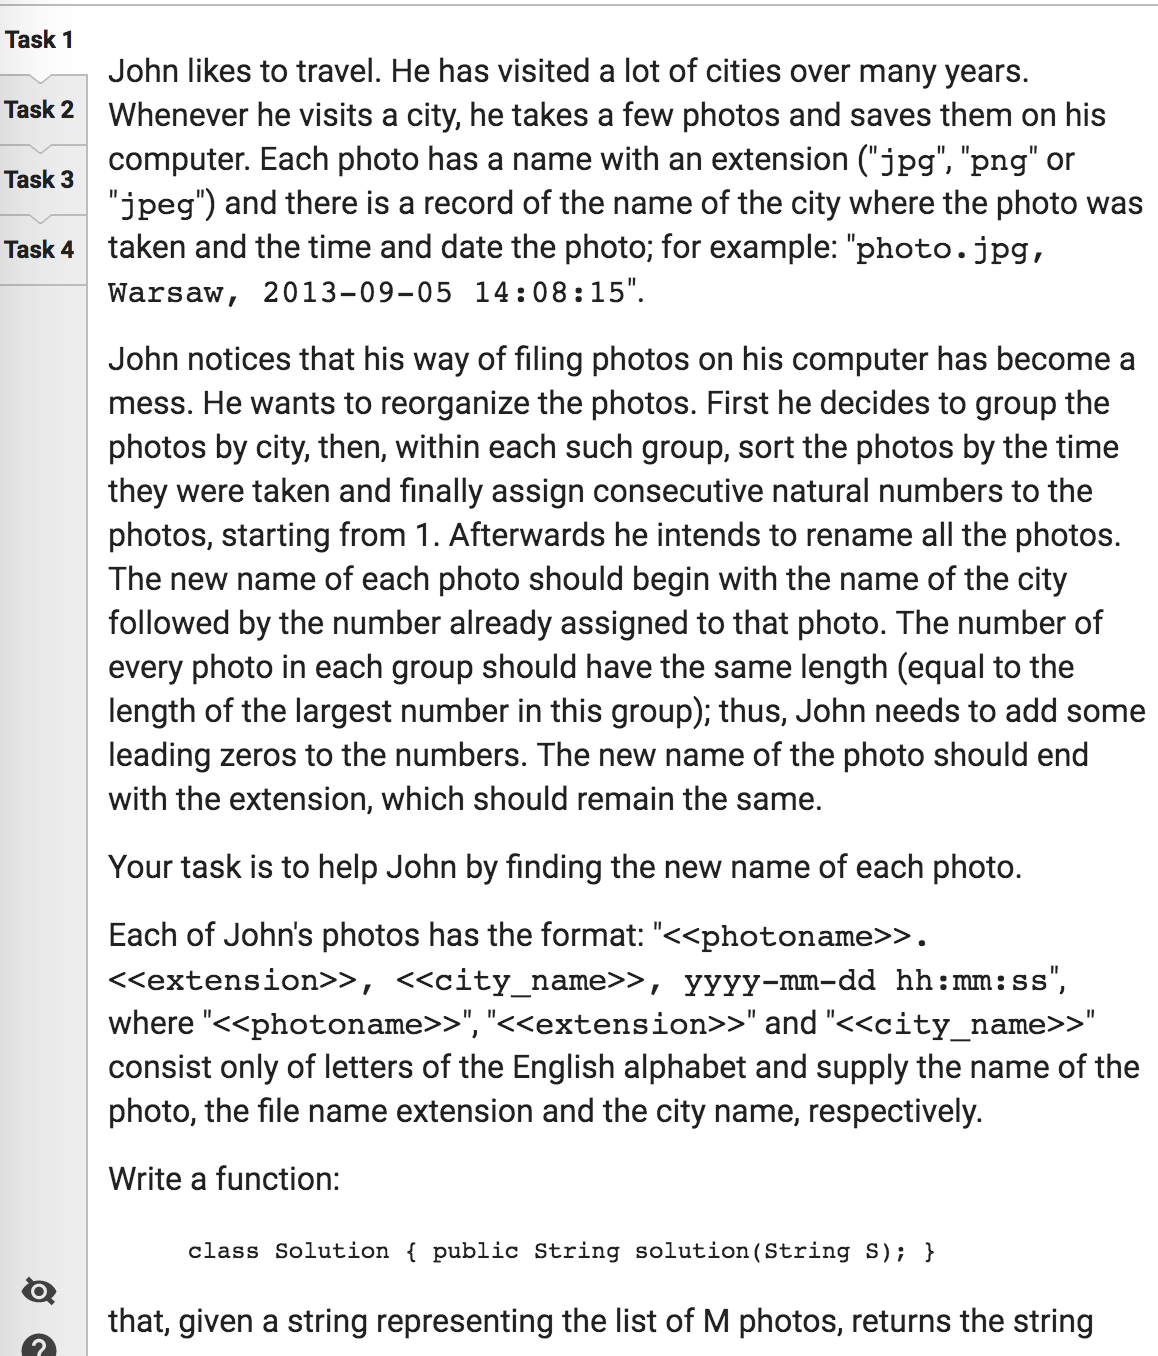 Task 1
Task 2
Task 3
Task 4
John likes to travel. He has visited a lot of cities over many years.
Whenever he visits a city, he takes a few photos and saves them on his
computer. Each photo has a name with an extension ("jpg", "png" or
"jpeg") and there is a record of the name of the city where the photo was
taken and the time and date the photo; for example: "photo.jpg,
Warsaw, 2013-09-05 14:08:15".
John notices that his way of filing photos on his computer has become a
mess. He wants to reorganize the photos. First he decides to group the
photos by city, then, within each such group, sort the photos by the time
they were taken and finally assign consecutive natural numbers to the
photos, starting from 1. Afterwards he intends to rename all the photos.
The new name of each photo should begin with the name of the city
followed by the number already assigned to that photo. The number of
every photo in each group should have the same length (equal to the
length of the largest number in this group); thus, John needs to add some
leading zeros to the numbers. The new name of the photo should end
with the extension, which should remain the same.
Your task is to help John by finding the new name of each photo.
Each of John's photos has the format: "<<photoname>>.
<<extension>>, <<city_name>>, yyyy-mm-dd hh:mm:ss",
where "<<photoname>>", "<<extension>>" and "<<city_name>>"
consist only of letters of the English alphabet and supply the name of the
photo, the file name extension and the city name, respectively.
Write a function:
class Solution { public String solution(String S); }
that, given a string representing the list of M photos, returns the string
?